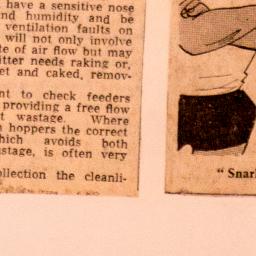 have a sensitive nose
nd humidity and be
ventilation faults on
will not only involve
te of air flow but may
itter needs raking or,
et and caked, remov-
nt to check feeders
providing a free flow
t wastage. Where
hoppers the correct
hich avoids both
stage, is often very
ollection the cleanli-
"Snarl